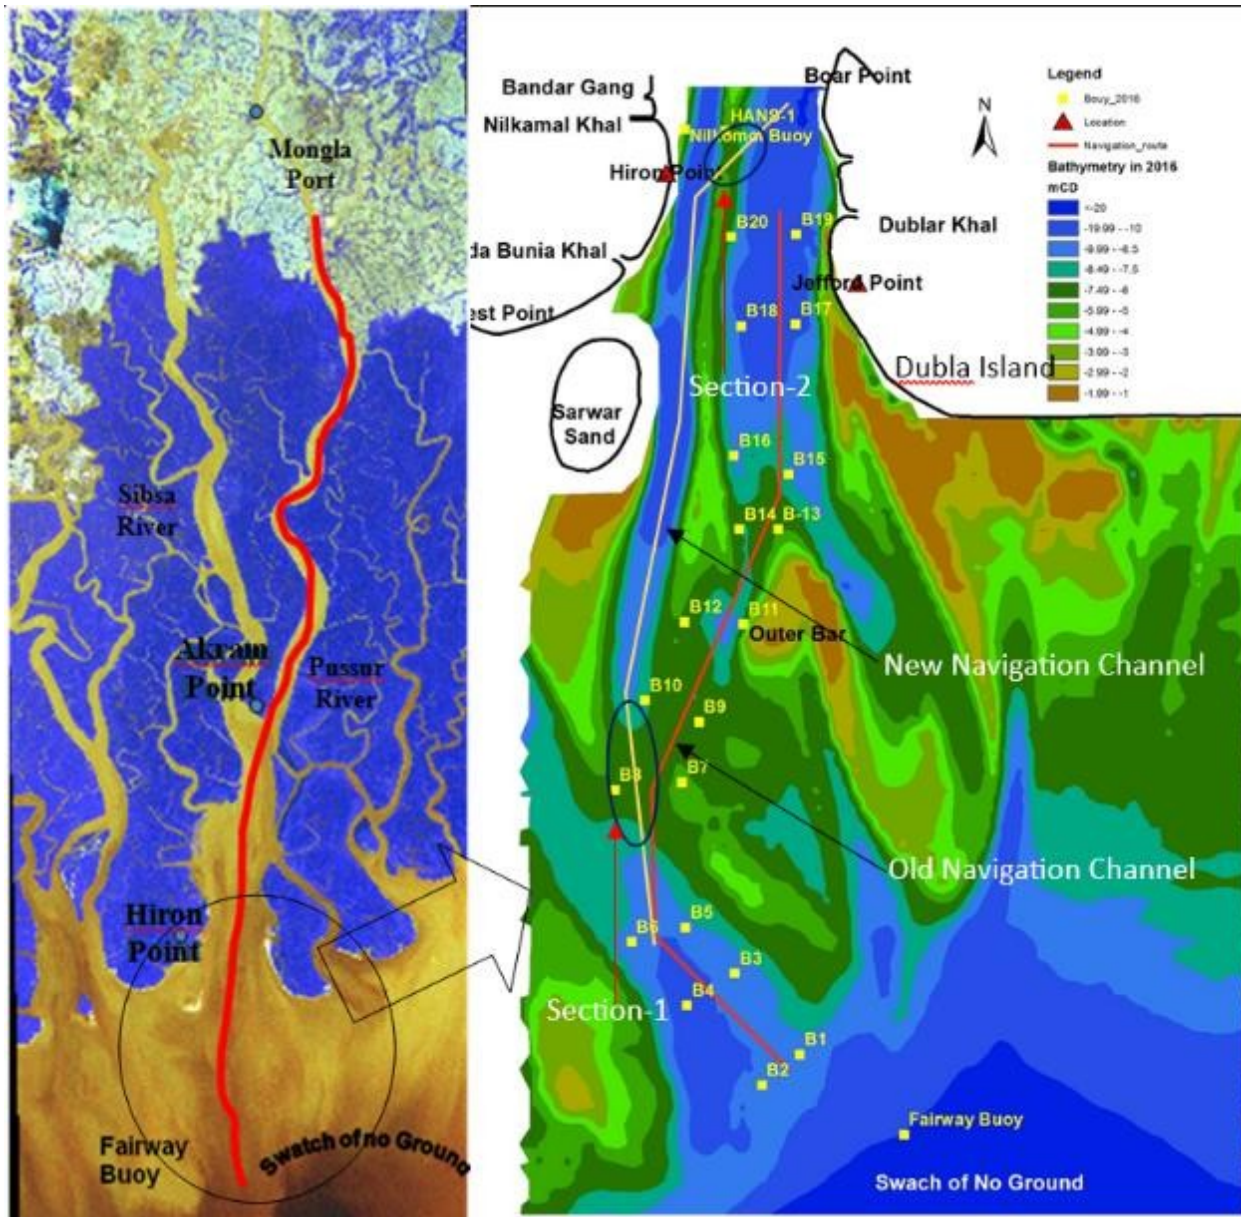 Mongla
Port
Sibsa
River
Akram
Point
Pussur
River
Hiron
Point
Fairway
Buoy
Swatch of no Ground
Bandar Gang
Nilkamal Khal
Hiron Point
da Bunia Khal
est Point
Sarwar
Sand
Boar Point
HANS-1
Nilkomol Buoy
Dublar Khal
Jefford Point
Dubla Island
B20
B19
B18
B17
Section-2
B16
B15
B14
B-13
B12
B11
Outer Bar
New Navigation Channel
B10
B9
B8
B7
Old Navigation Channel
B6
B5
B3
B4
Section-1
B1
B2
Fairway Buoy
Swach of No Ground
N
Legend
Bouy_2016
Location
Navigation_route
Bathymetry in 2016
mCD
<-20
-19.99 - -10
-9.99 - -8.5
-8.49 - -7.5
-7.49 - -6
-5.99 - -5
-4.99 - -4
-3.99 - -3
-2.99 - -2
-1.99 - -1